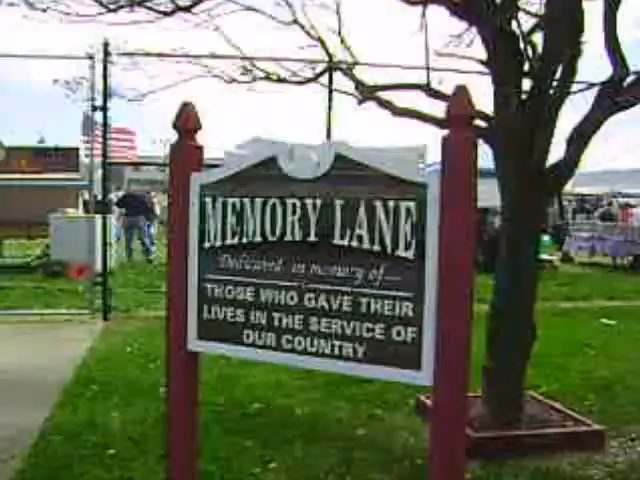 MEMORY LANE
Dedicated in memory of
THOSE WHO GAVE THEIR
LIVES IN THE SERVICE OF
OUR COUNTRY